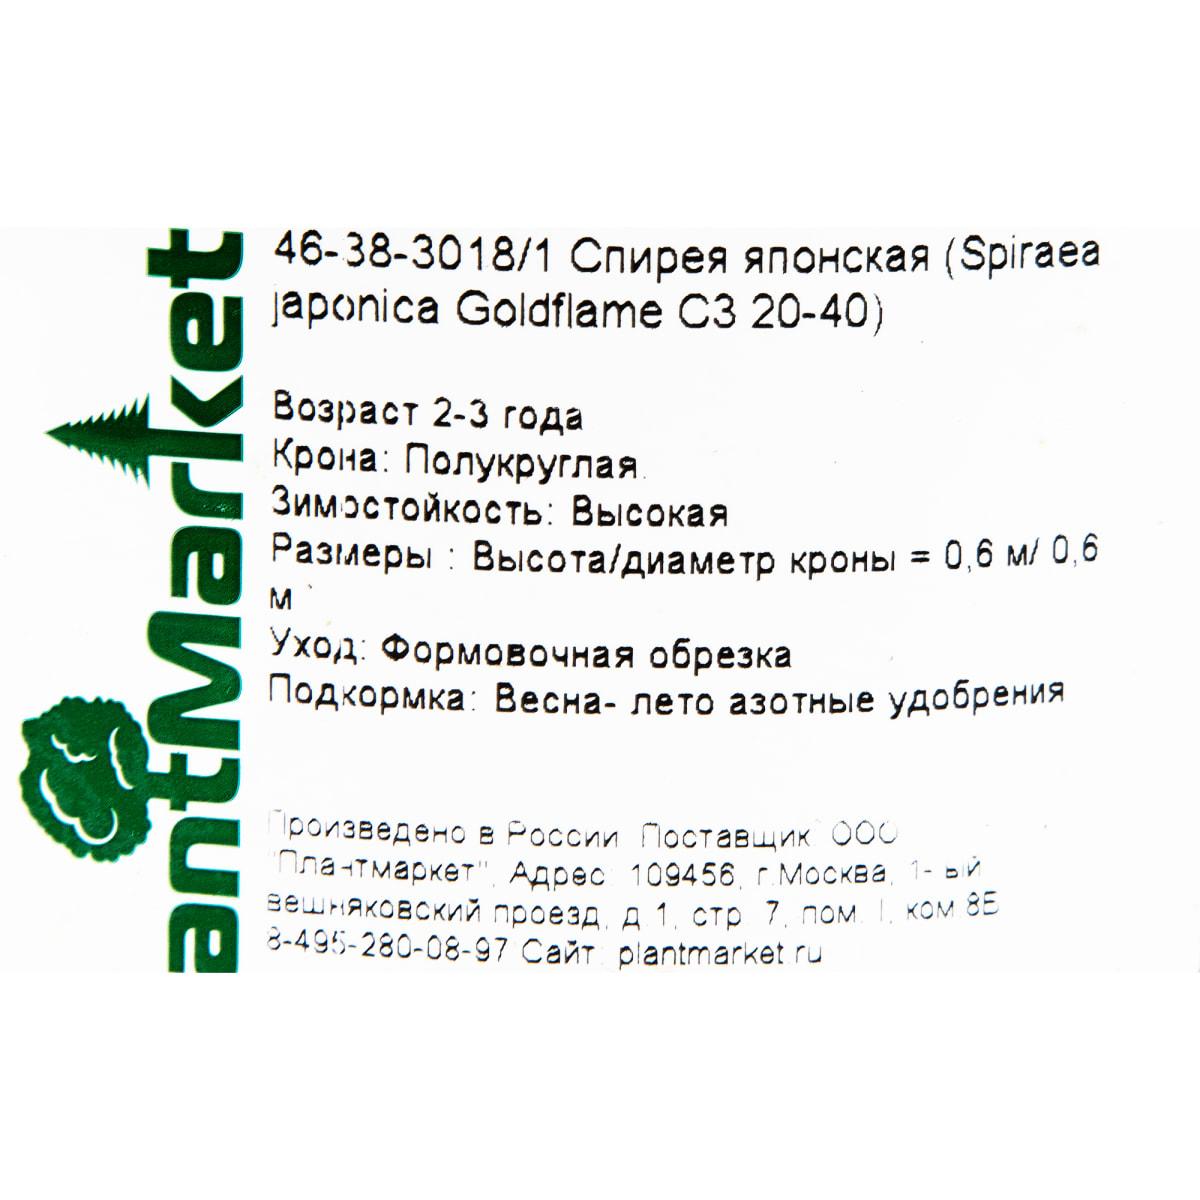 antMarket
46-38-3018/1 Спирея японская (Spiraea
japonica Goldflame C3 20-40)
Возраст 2-3 года
Крона: Полукруглая.
Зимостойкость: Высокая
Размеры : Высота/диаметр кроны = 0,6 м/ 0,6
м
Уход: Формовочная обрезка
Подкормка: Весна- лето азотные удобрения
Произведено в России Поставщик: ООО
"Плантмаркет", Адрес: 109456, г.Москва, 1- ый
вешняковский проезд, д.1, стр. 7, пом. I, ком 8Б
8-495-280-08-97 Сайт: plantmarket.ru